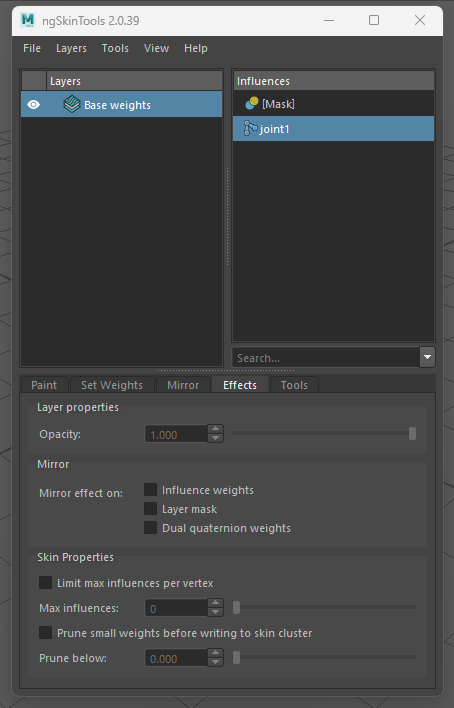 ngSkinTools 2.0.39
File Layers Tools View Help
Layers
Base weights
Influences
[Mask]
joint1
Search...
Paint Set Weights Mirror Effects Tools
Layer properties
Opacity: 1.000
Mirror
Mirror effect on: Influence weights
Layer mask
Dual quaternion weights
Skin Properties
Limit max influences per vertex
Max influences: 0
Prune small weights before writing to skin cluster
Prune below: 0.000